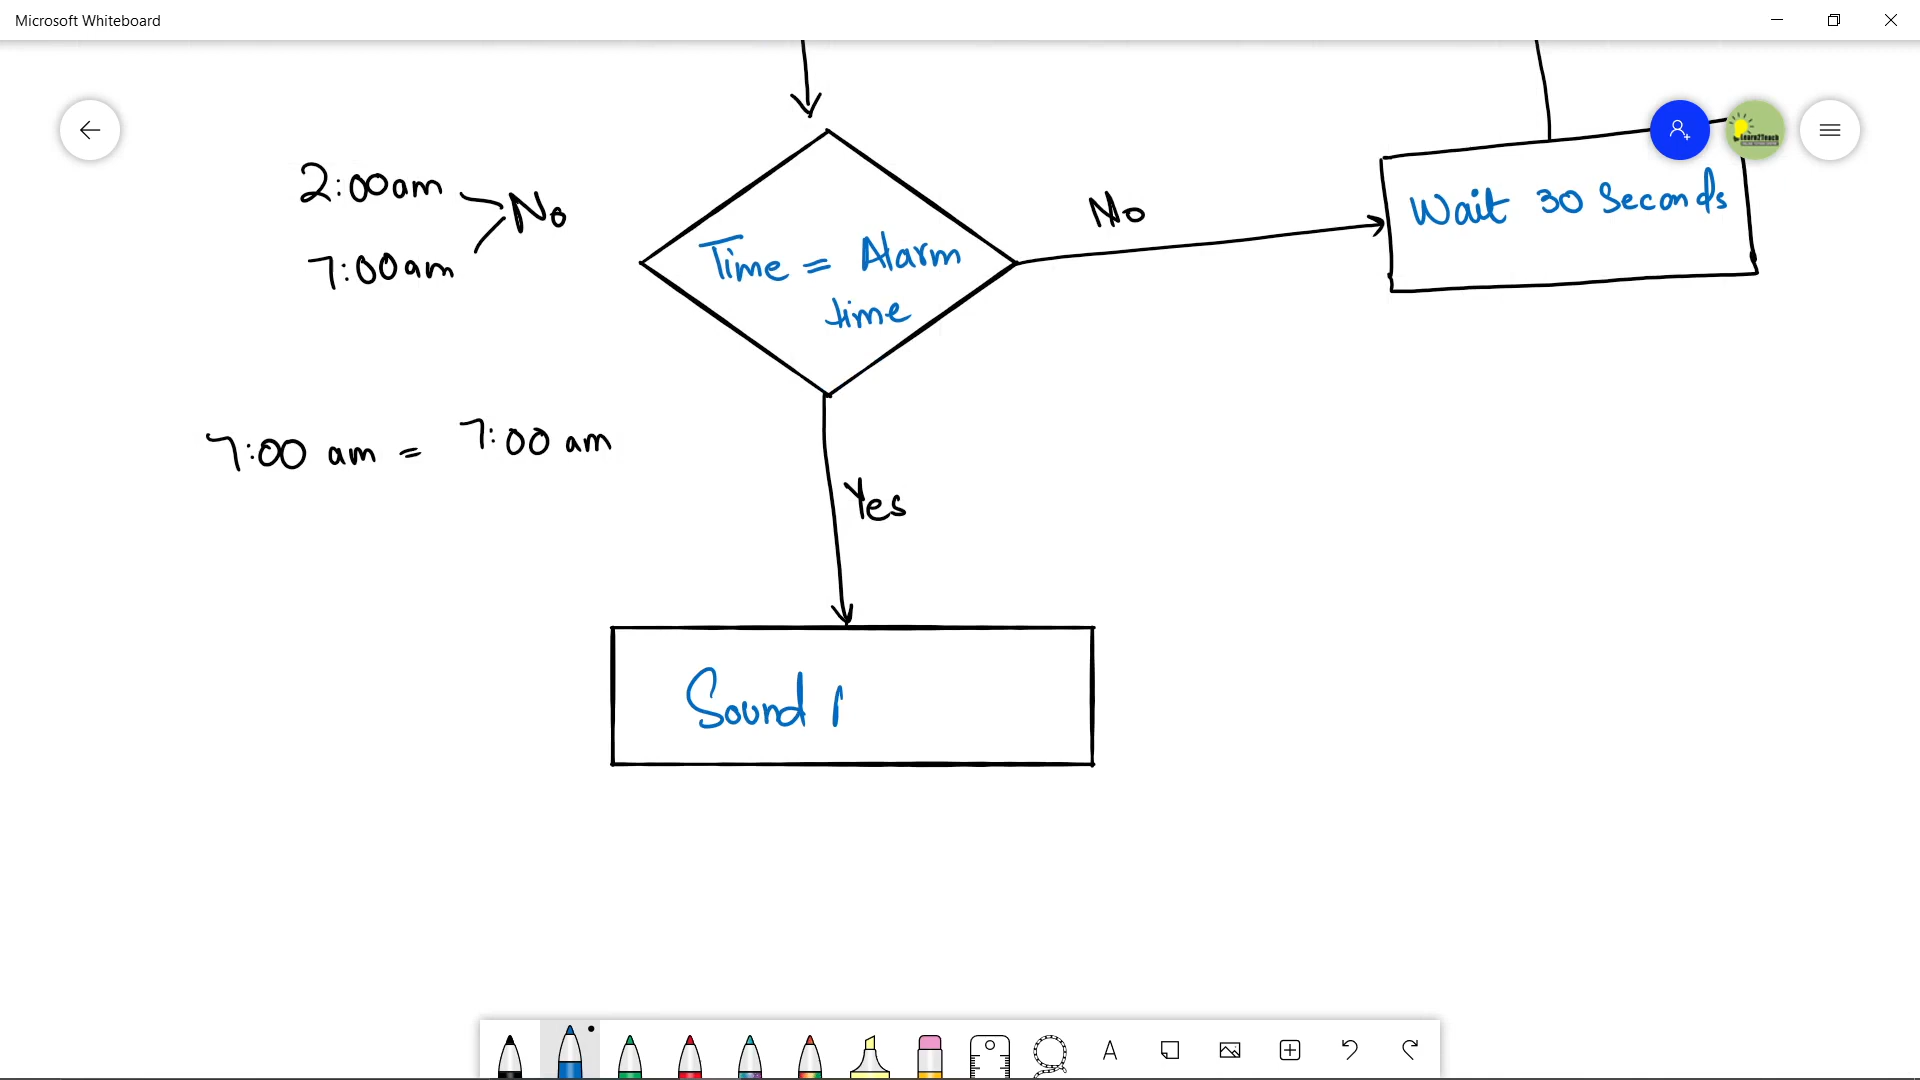 Microsoft Whiteboard
2:00am
No
7:00am
Time = Alarm
time
No
Wait 30 Seconds
7:00 am = 7:00 am
Yes
Sound
Learn2Teach